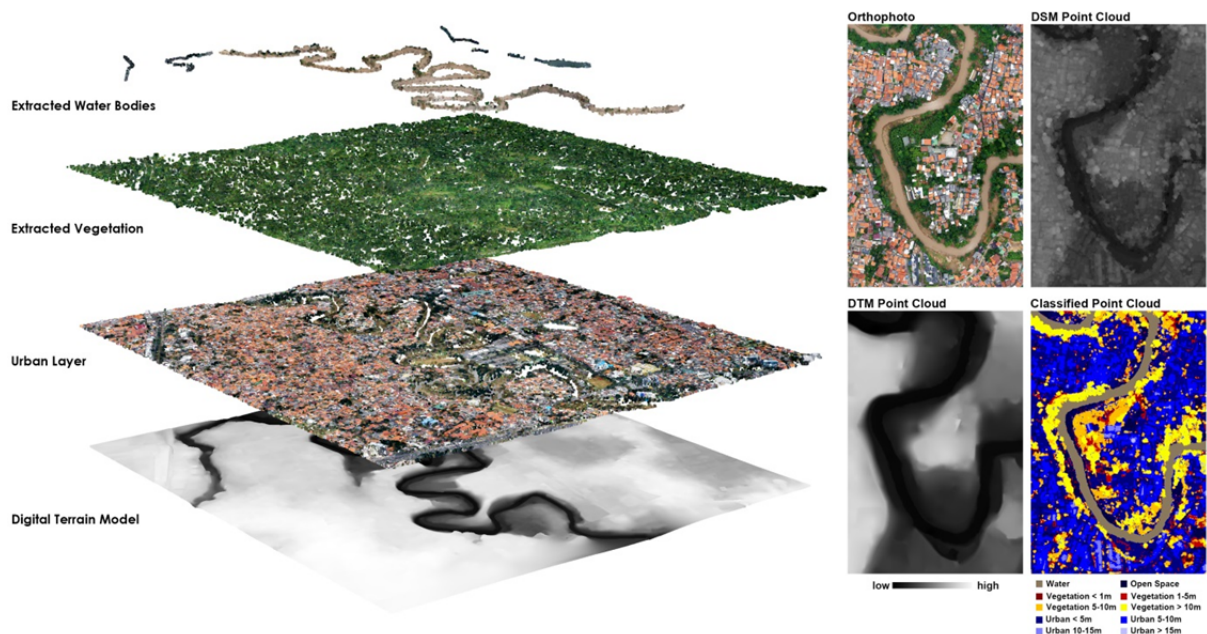 Extracted Water Bodies
Extracted Vegetation
Urban Layer
Digital Terrain Model
Orthophoto
DSM Point Cloud
DTM Point Cloud
Classified Point Cloud
low high
Water Open Space
Vegetation < 1m Vegetation 1-5m
Vegetation 5-10m Vegetation > 10m
Urban < 5m Urban 5-10m
Urban 10-15m Urban > 15m